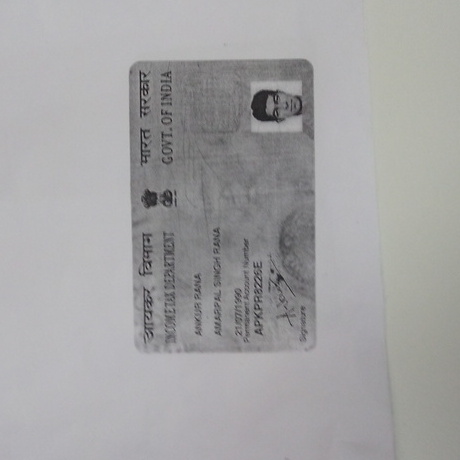 आयकर विभाग
INCOME TAX DEPARTMENT
भारत सरकार
GOVT. OF INDIA
ANKUR RANA
AMARPAL SINGH RANA
21/07/1990
Permanent Account Number
APKPR8226E
Signature